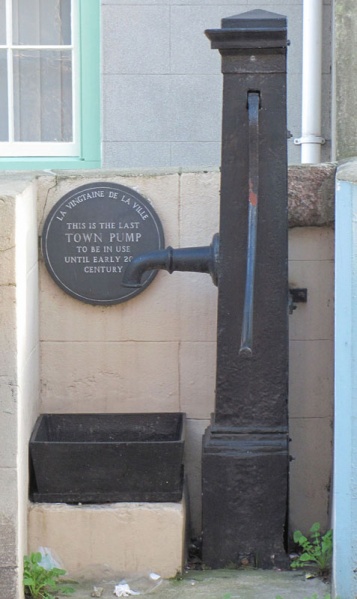 LA VINGTAINE DE LA VILLE
THIS IS THE LAST
TOWN PUMP
TO BE IN USE
UNTIL EARLY
CENTURY